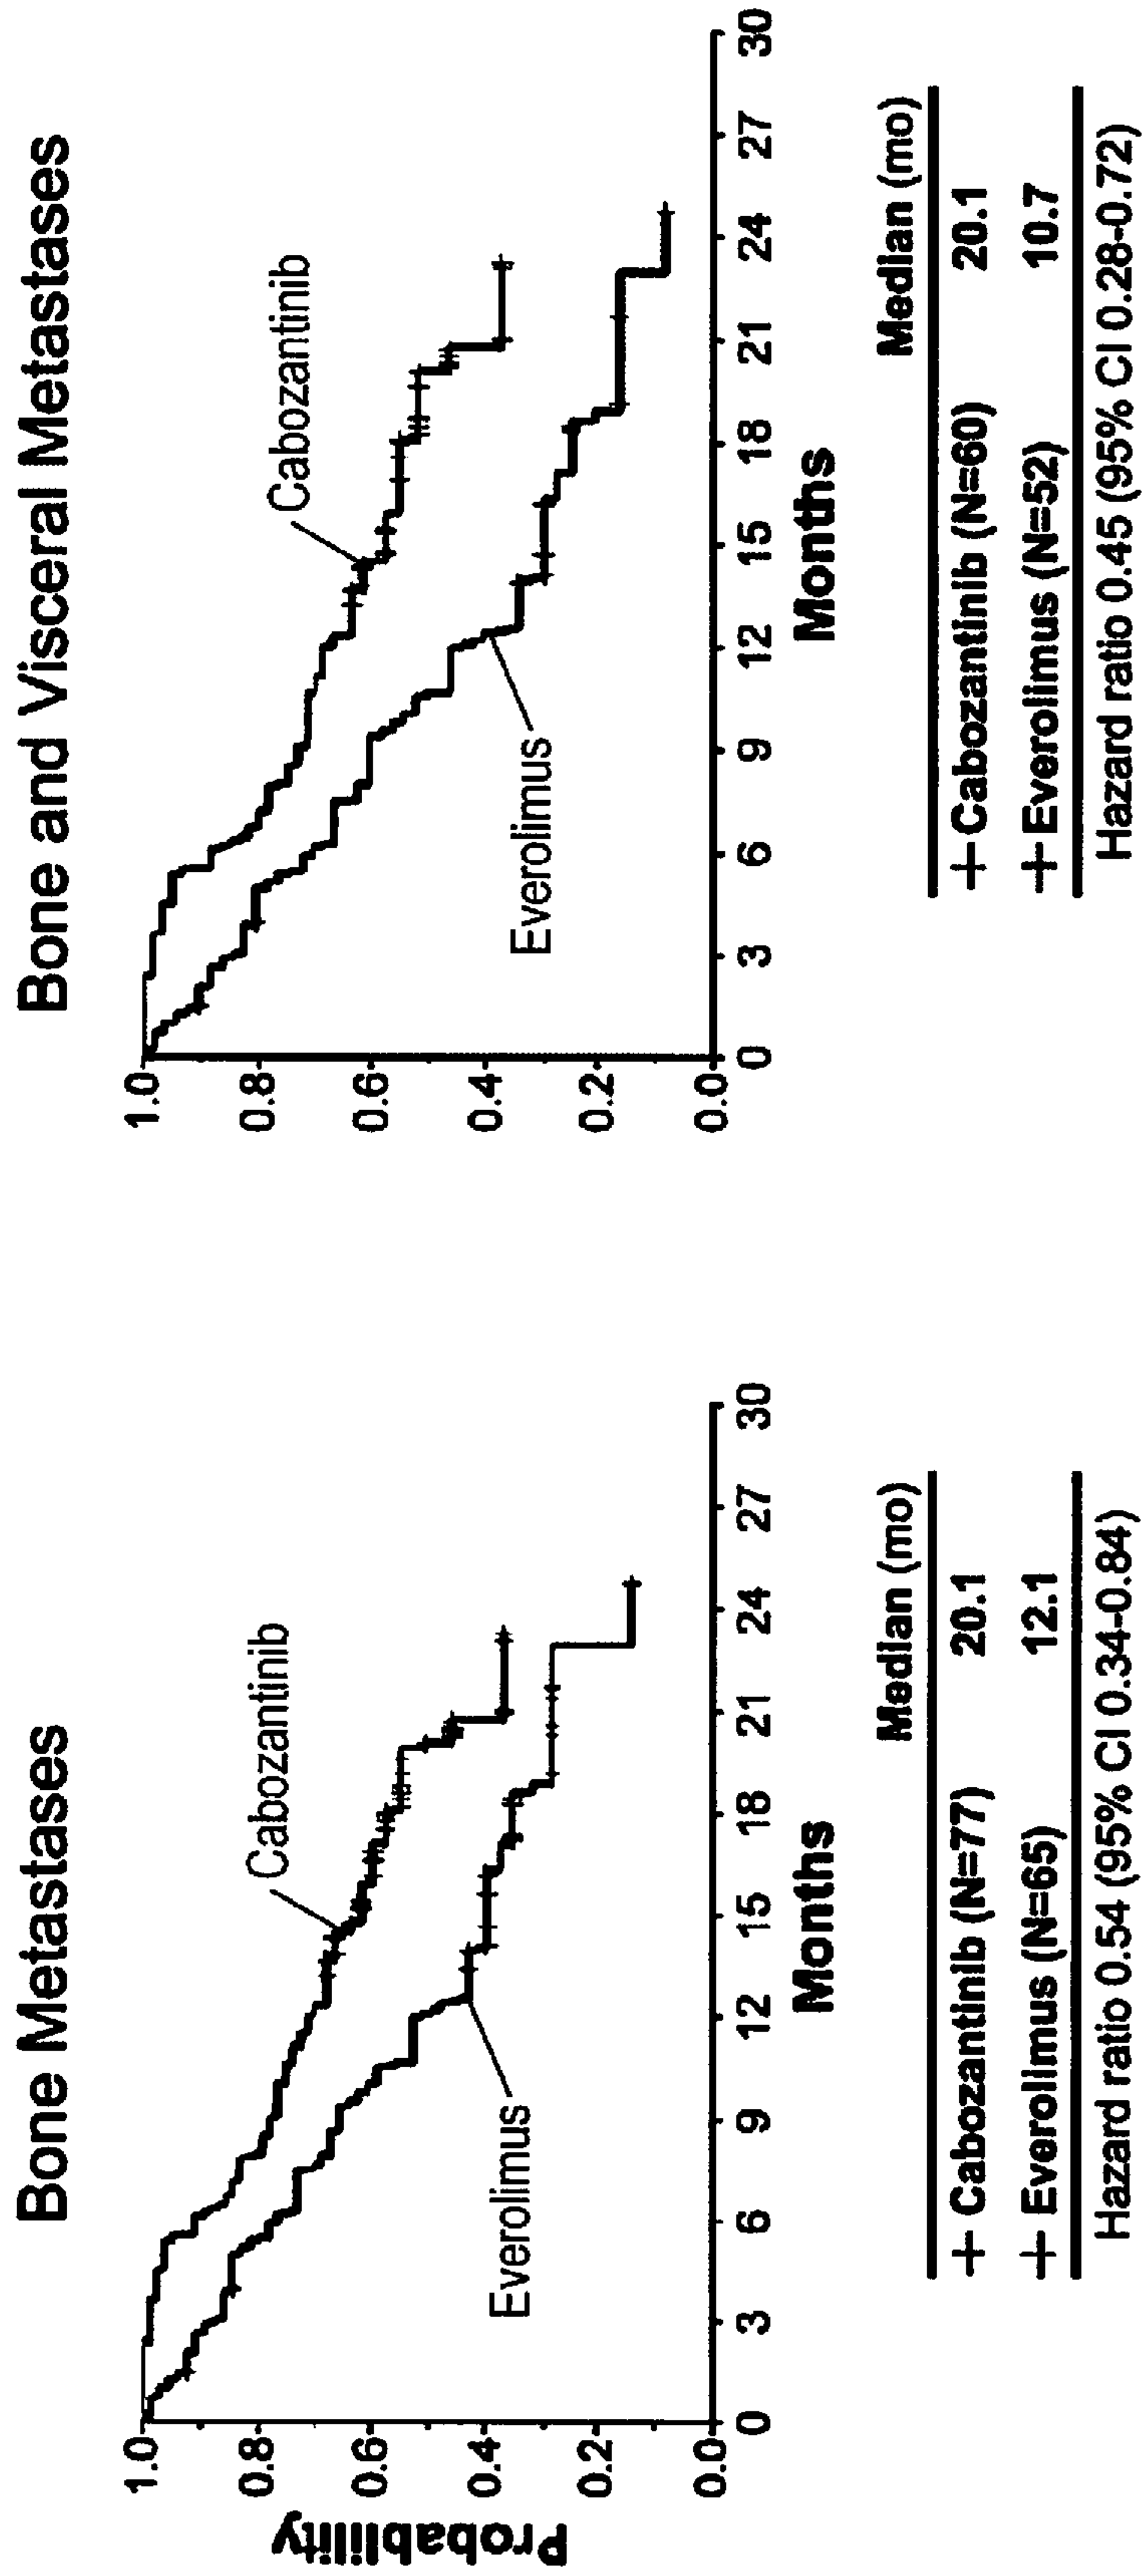 Bone Metastases
Probability
1.0
0.8
0.6
0.4
0.2
0.0
Cabozantinib
Everolimus
0 3 6 9 12 15 18 21 24 27 30
Months
Median (mo)
+ Cabozantinib (N=77) 20.1
+ Everolimus (N=65) 12.1
Hazard ratio 0.54 (95% CI 0.34-0.84)
Bone and Visceral Metastases
1.0
0.8
0.6
0.4
0.2
0.0
Cabozantinib
Everolimus
0 3 6 9 12 15 18 21 24 27 30
Months
Median (mo)
+ Cabozantinib (N=60) 20.1
+ Everolimus (N=52) 10.7
Hazard ratio 0.45 (95% CI 0.28-0.72)